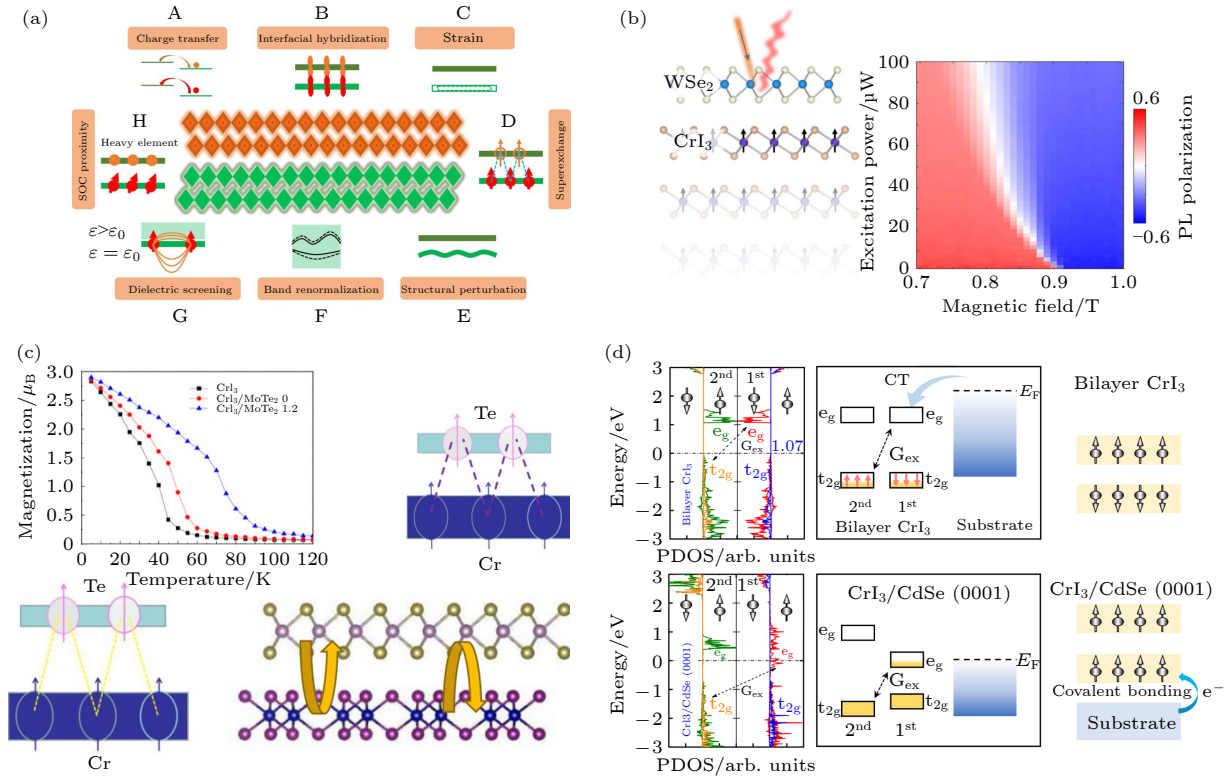 (a)
A
B
C
Charge transfer
Interfacial hybridization
Strain
SOC proximity
H
Heavy element
D
Superexchange
ε>ε₀
ε = ε₀
Dielectric screening
Band renormalization
Structural perturbation
G
F
E
(b)
WSe₂
CrI₃
Excitation power/μW
100
80
60
40
20
0
0.7
0.8
0.9
1.0
Magnetic field/T
0.6
−0.6
PL polarization
(c)
Magnetization/μB
3.0
2.5
2.0
1.5
1.0
0.5
0
0
20
40
60
80
100
120
Temperature/K
CrI₃
CrI₃/MoTe₂ 0
CrI₃/MoTe₂ 1.2
Te
Cr
Te
Cr
(d)
Energy/eV
3
2
1
0
−1
−2
−3
2nd
1st
eg
eg
Gex
1.07
t2g
t2g
Bilayer CrI₃
PDOS/arb. units
CT
EF
eg
eg
Gex
t2g
2nd
1st
Bilayer CrI₃
Substrate
Bilayer CrI₃
Energy/eV
3
2
1
0
−1
−2
−3
2nd
1st
eg
eg
Gex
t2g
t2g
CrI3/CdSe (0001)
PDOS/arb. units
CrI₃/CdSe (0001)
eg
EF
eg
Gex
t2g
t2g
2nd
1st
Substrate
CrI₃/CdSe (0001)
Covalent bonding
e−
Substrate